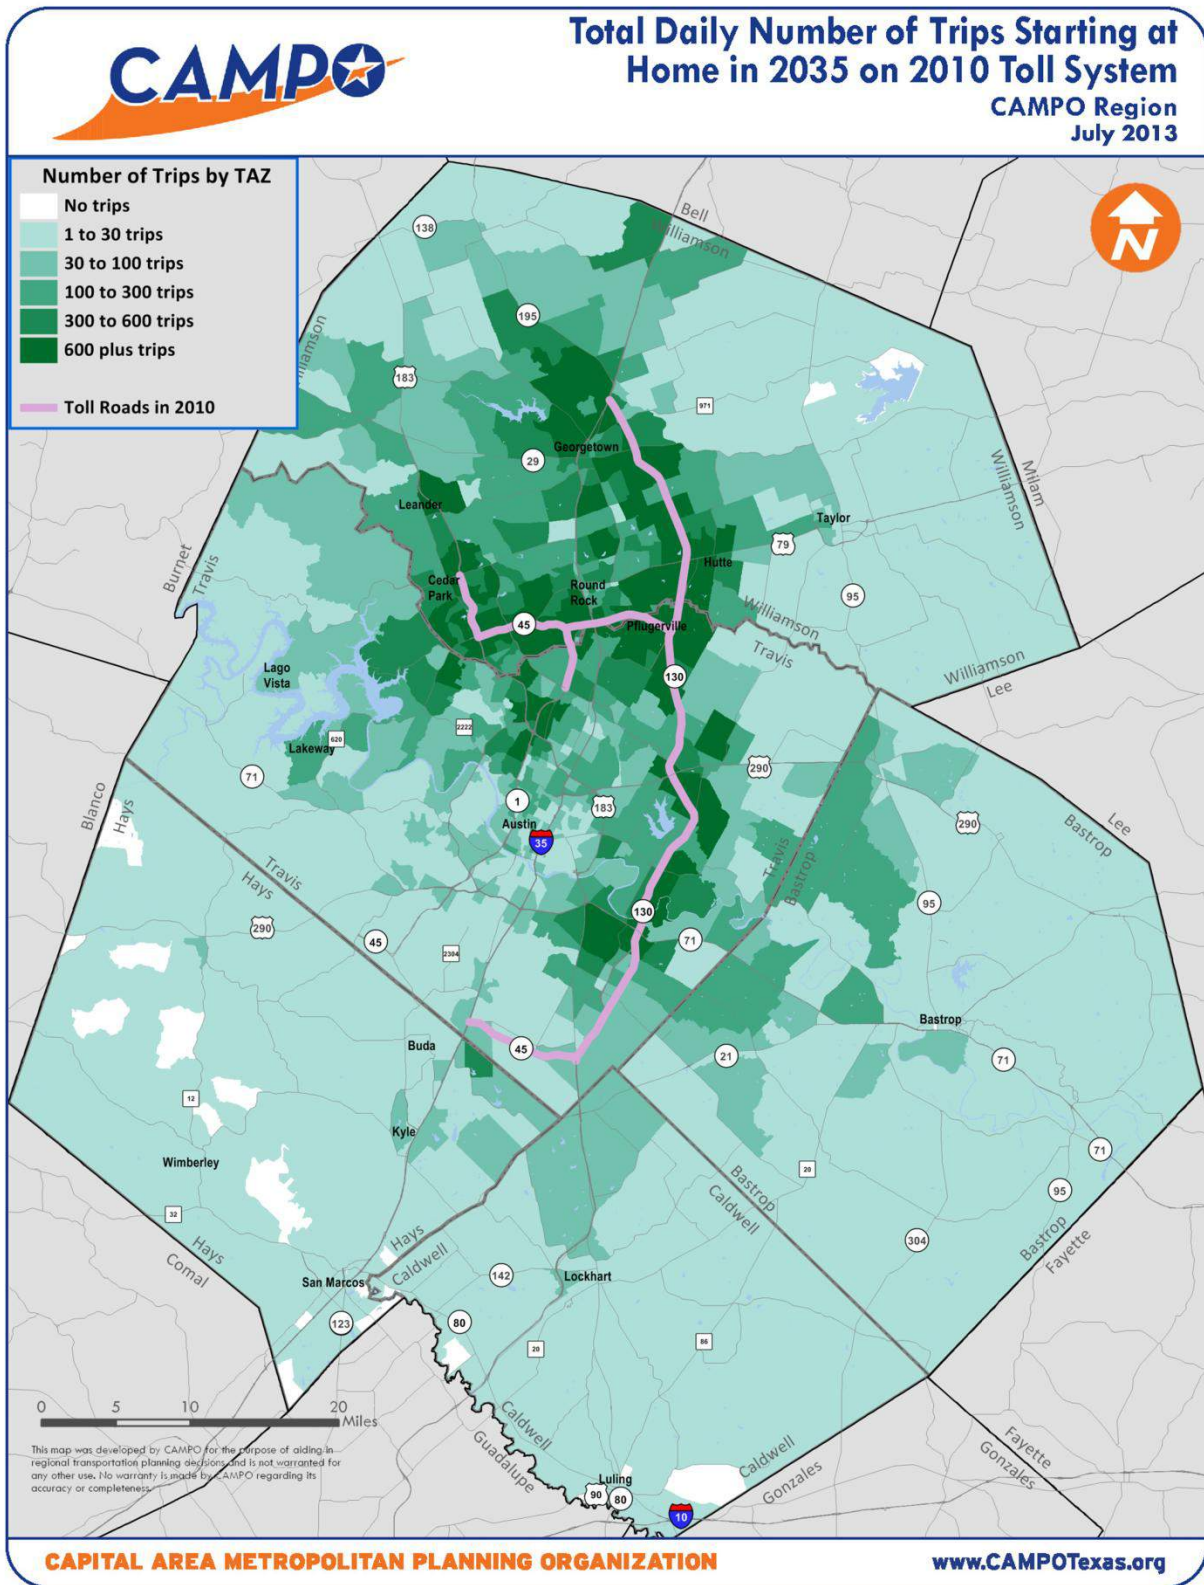 CAMPO
Total Daily Number of Trips Starting at
Home in 2035 on 2010 Toll System
CAMPO Region
July 2013
Number of Trips by TAZ
No trips
1 to 30 trips
30 to 100 trips
100 to 300 trips
300 to 600 trips
600 plus trips
Toll Roads in 2010
N
Bell
Williamson
138
195
Williamson
183
971
Georgetown
29
Milam
Williamson
Leander
Taylor
79
Burnet
Travis
Hutte
Cedar
Park
Round
Rock
95
45
Pflugerville
Williamson
Travis
Williamson
Lee
Lago
Vista
130
2222
620
Lakeway
71
290
Blanco
Hays
1
183
Austin
35
290
Lee
Bastrop
Travis
Hays
Travis
Bastrop
95
130
290
45
2304
71
Bastrop
Buda
45
21
71
12
Kyle
Wimberley
71
20
Bastrop
Caldwell
95
32
Hays
Comal
Hays
Caldwell
304
Bastrop
Fayette
San Marcos
142
Lockhart
123
80
20
86
0 5 10 20
Miles
This map was developed by CAMPO for the purpose of aiding in
regional transportation planning decisions and is not warranted for
any other use. No warranty is made by CAMPO regarding its
accuracy or completeness.
Caldwell
Guadalupe
Caldwell
Gonzales
Fayette
Gonzales
Luling
90
80
10
CAPITAL AREA METROPOLITAN PLANNING ORGANIZATION
www.CAMPOTexas.org